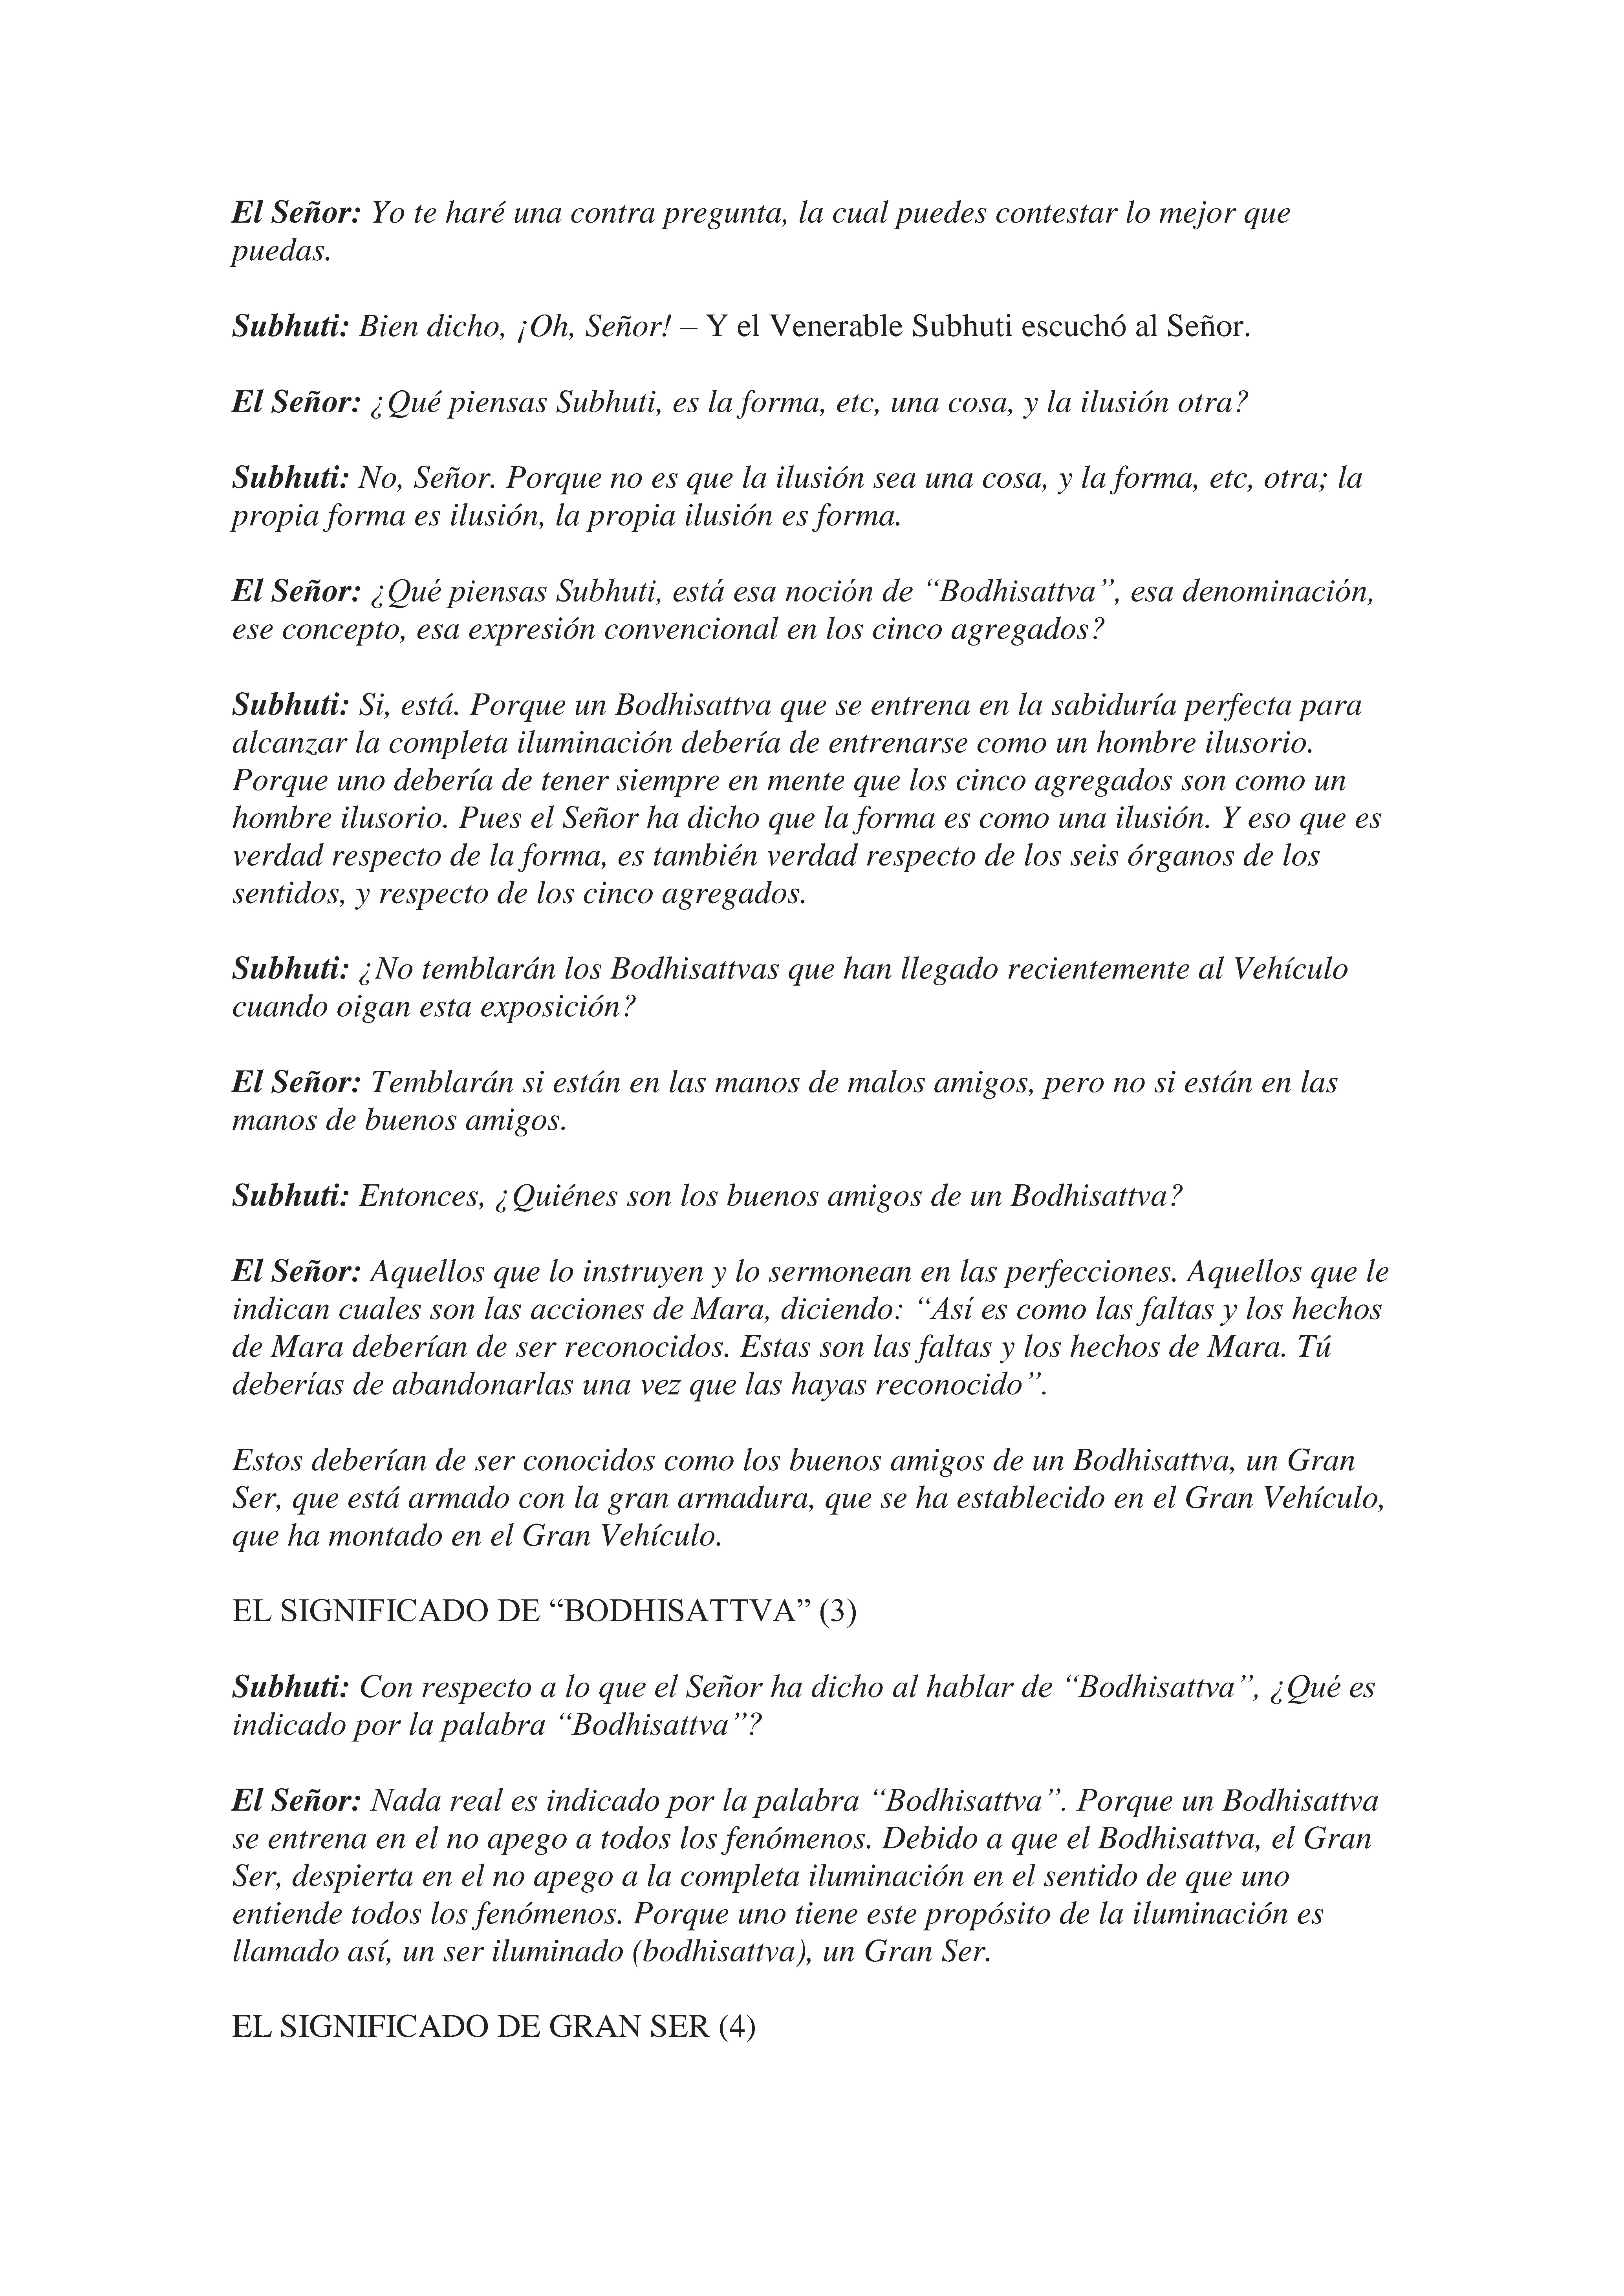 El Señor: Yo te haré una contra pregunta, la cual puedes contestar lo mejor que
puedas.
Subhuti: Bien dicho, ¡Oh, Señor! – Y el Venerable Subhuti escuchó al Señor.
El Señor: ¿Qué piensas Subhuti, es la forma, etc, una cosa, y la ilusión otra?
Subhuti: No, Señor. Porque no es que la ilusión sea una cosa, y la forma, etc, otra; la
propia forma es ilusión, la propia ilusión es forma.
El Señor: ¿Qué piensas Subhuti, está esa noción de “Bodhisattva”, esa denominación,
ese concepto, esa expresión convencional en los cinco agregados?
Subhuti: Si, está. Porque un Bodhisattva que se entrena en la sabiduría perfecta para
alcanzar la completa iluminación debería de entrenarse como un hombre ilusorio.
Porque uno debería de tener siempre en mente que los cinco agregados son como un
hombre ilusorio. Pues el Señor ha dicho que la forma es como una ilusión. Y eso que es
verdad respecto de la forma, es también verdad respecto de los seis órganos de los
sentidos, y respecto de los cinco agregados.
Subhuti: ¿No temblarán los Bodhisattvas que han llegado recientemente al Vehículo
cuando oigan esta exposición?
El Señor: Temblarán si están en las manos de malos amigos, pero no si están en las
manos de buenos amigos.
Subhuti: Entonces, ¿Quiénes son los buenos amigos de un Bodhisattva?
El Señor: Aquellos que lo instruyen y lo sermonean en las perfecciones. Aquellos que le
indican cuales son las acciones de Mara, diciendo: “Así es como las faltas y los hechos
de Mara deberían de ser reconocidos. Estas son las faltas y los hechos de Mara. Tú
deberías de abandonarlas una vez que las hayas reconocido”.
Estos deberían de ser conocidos como los buenos amigos de un Bodhisattva, un Gran
Ser, que está armado con la gran armadura, que se ha establecido en el Gran Vehículo,
que ha montado en el Gran Vehículo.
EL SIGNIFICADO DE “BODHISATTVA” (3)
Subhuti: Con respecto a lo que el Señor ha dicho al hablar de “Bodhisattva”, ¿Qué es
indicado por la palabra “Bodhisattva”?
El Señor: Nada real es indicado por la palabra “Bodhisattva”. Porque un Bodhisattva
se entrena en el no apego a todos los fenómenos. Debido a que el Bodhisattva, el Gran
Ser, despierta en el no apego a la completa iluminación en el sentido de que uno
entiende todos los fenómenos. Porque uno tiene este propósito de la iluminación es
llamado así, un ser iluminado (bodhisattva), un Gran Ser.
EL SIGNIFICADO DE GRAN SER (4)